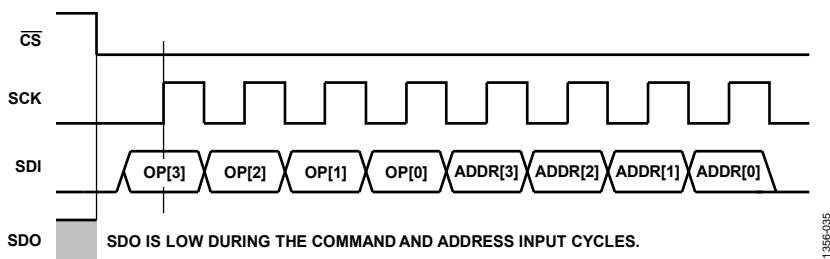 CS
SCK
SDI
OP[3] OP[2] OP[1] OP[0] ADDR[3] ADDR[2] ADDR[1] ADDR[0]
SDO
SDO IS LOW DURING THE COMMAND AND ADDRESS INPUT CYCLES.
1356-035